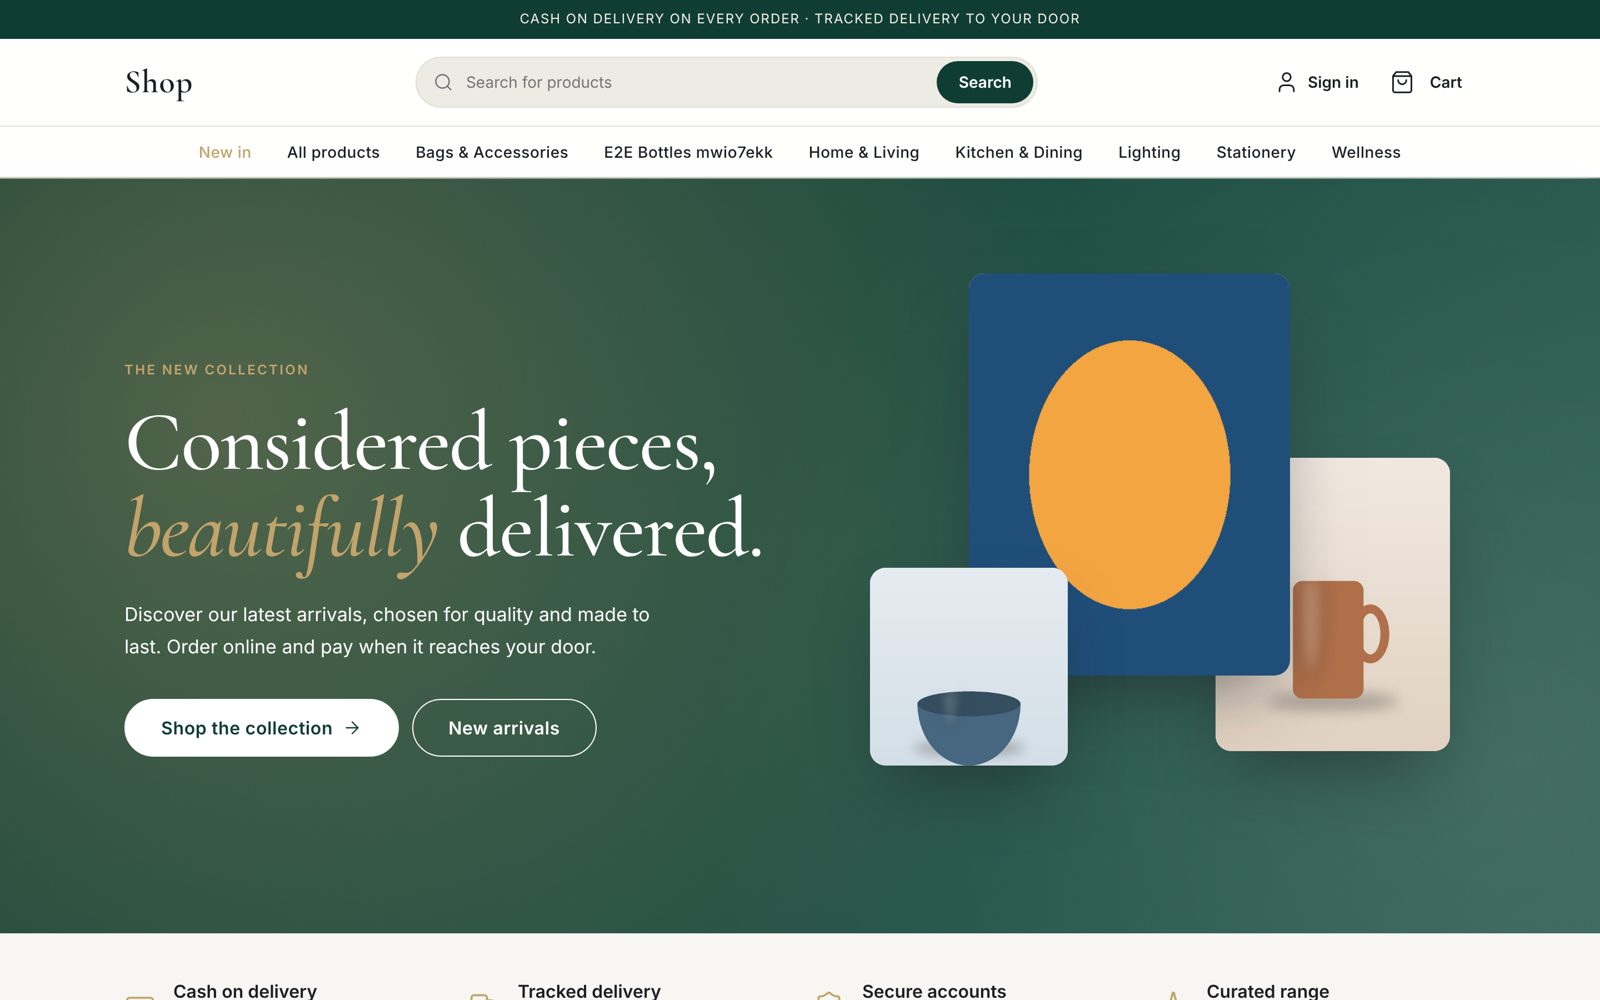 CASH ON DELIVERY ON EVERY ORDER · TRACKED DELIVERY TO YOUR DOOR
Shop
Search for products
Search
Sign in
Cart
New in
All products
Bags & Accessories
E2E Bottles mwio7ekk
Home & Living
Kitchen & Dining
Lighting
Stationery
Wellness
THE NEW COLLECTION
Considered pieces,
beautifully delivered.
Discover our latest arrivals, chosen for quality and made to
last. Order online and pay when it reaches your door.
Shop the collection
New arrivals
Cash on delivery
Tracked delivery
Secure accounts
Curated range